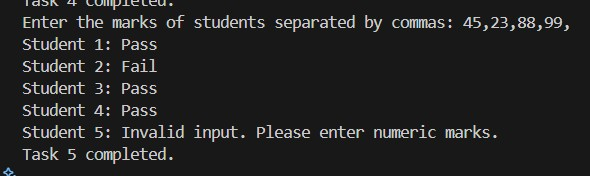 Task 4 completed.
Enter the marks of students separated by commas: 45,23,88,99,
Student 1: Pass
Student 2: Fail
Student 3: Pass
Student 4: Pass
Student 5: Invalid input. Please enter numeric marks.
Task 5 completed.